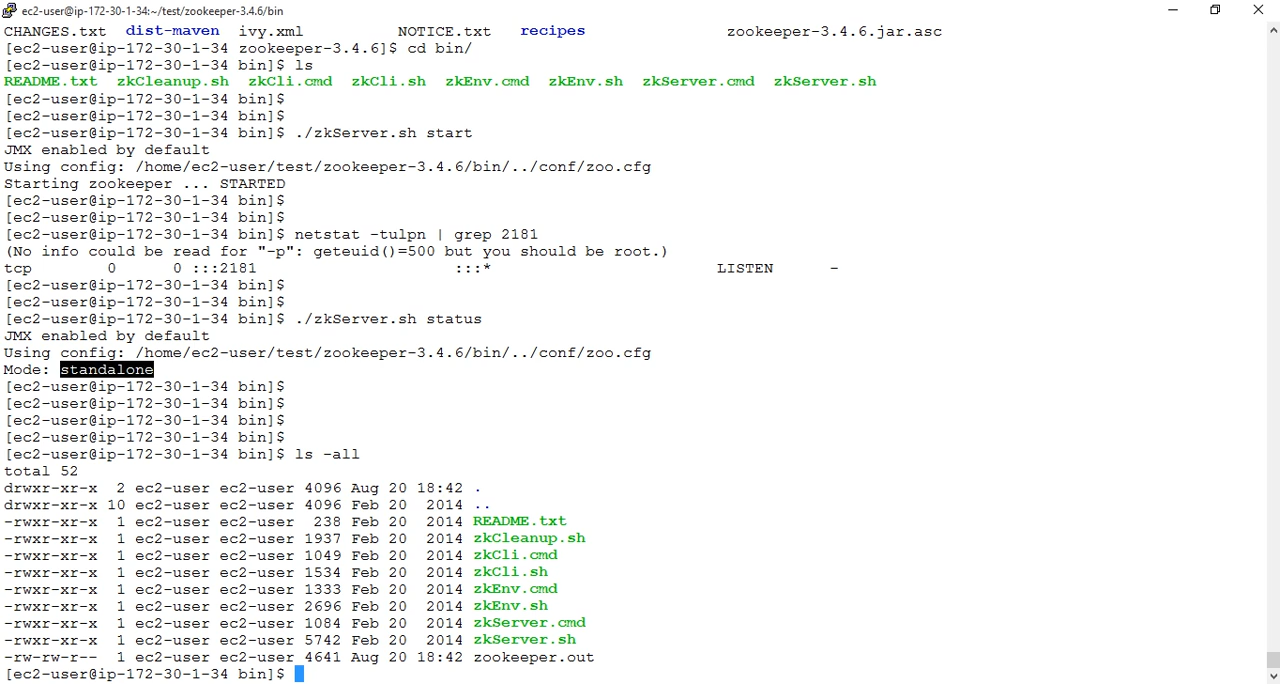 ec2-user@ip-172-30-1-34:~/test/zookeeper-3.4.6/bin
CHANGES.txt  dist-maven  ivy.xml          NOTICE.txt   recipes               zookeeper-3.4.6.jar.asc
[ec2-user@ip-172-30-1-34 zookeeper-3.4.6]$ cd bin/
[ec2-user@ip-172-30-1-34 bin]$ ls
README.txt  zkCleanup.sh  zkCli.cmd  zkCli.sh  zkEnv.cmd  zkEnv.sh  zkServer.cmd  zkServer.sh
[ec2-user@ip-172-30-1-34 bin]$
[ec2-user@ip-172-30-1-34 bin]$
[ec2-user@ip-172-30-1-34 bin]$ ./zkServer.sh start
JMX enabled by default
Using config: /home/ec2-user/test/zookeeper-3.4.6/bin/../conf/zoo.cfg
Starting zookeeper ... STARTED
[ec2-user@ip-172-30-1-34 bin]$
[ec2-user@ip-172-30-1-34 bin]$
[ec2-user@ip-172-30-1-34 bin]$ netstat -tulpn | grep 2181
(No info could be read for "-p": geteuid()=500 but you should be root.)
tcp        0      0 :::2181                     :::*                        LISTEN      -
[ec2-user@ip-172-30-1-34 bin]$
[ec2-user@ip-172-30-1-34 bin]$
[ec2-user@ip-172-30-1-34 bin]$ ./zkServer.sh status
JMX enabled by default
Using config: /home/ec2-user/test/zookeeper-3.4.6/bin/../conf/zoo.cfg
Mode: standalone
[ec2-user@ip-172-30-1-34 bin]$
[ec2-user@ip-172-30-1-34 bin]$
[ec2-user@ip-172-30-1-34 bin]$
[ec2-user@ip-172-30-1-34 bin]$
[ec2-user@ip-172-30-1-34 bin]$ ls -all
total 52
drwxr-xr-x  2 ec2-user ec2-user 4096 Aug 20 18:42 .
drwxr-xr-x 10 ec2-user ec2-user 4096 Feb 20  2014 ..
-rwxr-xr-x  1 ec2-user ec2-user  238 Feb 20  2014 README.txt
-rwxr-xr-x  1 ec2-user ec2-user 1937 Feb 20  2014 zkCleanup.sh
-rwxr-xr-x  1 ec2-user ec2-user 1049 Feb 20  2014 zkCli.cmd
-rwxr-xr-x  1 ec2-user ec2-user 1534 Feb 20  2014 zkCli.sh
-rwxr-xr-x  1 ec2-user ec2-user 1333 Feb 20  2014 zkEnv.cmd
-rwxr-xr-x  1 ec2-user ec2-user 2696 Feb 20  2014 zkEnv.sh
-rwxr-xr-x  1 ec2-user ec2-user 1084 Feb 20  2014 zkServer.cmd
-rwxr-xr-x  1 ec2-user ec2-user 5742 Feb 20  2014 zkServer.sh
-rw-rw-r--  1 ec2-user ec2-user 4641 Aug 20 18:42 zookeeper.out
[ec2-user@ip-172-30-1-34 bin]$